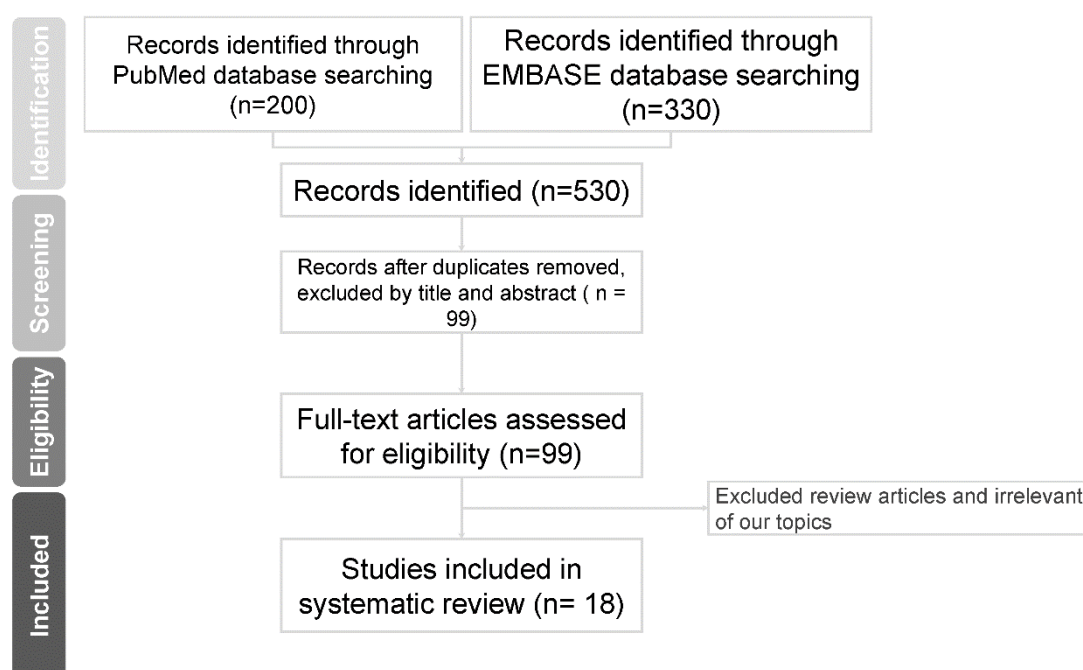 Identification
Records identified through
PubMed database searching
(n=200)
Records identified through
EMBASE database searching
(n=330)
Records identified (n=530)
Screening
Records after duplicates removed,
excluded by title and abstract ( n =
99)
Eligibility
Full-text articles assessed
for eligibility (n=99)
Excluded review articles and irrelevant
of our topics
Included
Studies included in
systematic review (n= 18)